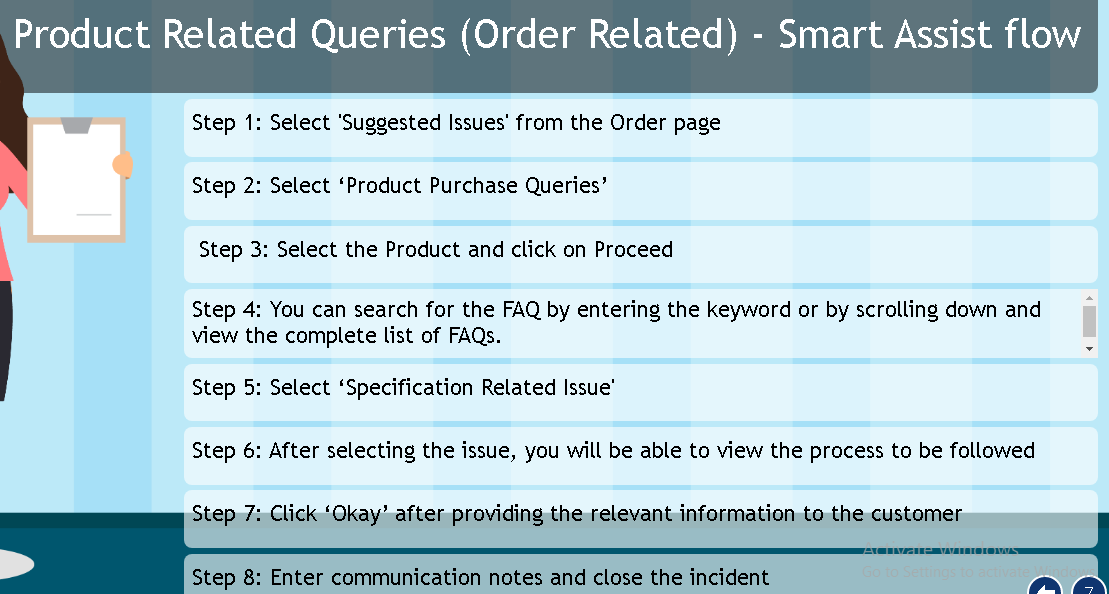 Product Related Queries (Order Related) - Smart Assist flow
Step 1: Select 'Suggested Issues' from the Order page
Step 2: Select ‘Product Purchase Queries’
Step 3: Select the Product and click on Proceed
Step 4: You can search for the FAQ by entering the keyword or by scrolling down and
view the complete list of FAQs.
Step 5: Select ‘Specification Related Issue'
Step 6: After selecting the issue, you will be able to view the process to be followed
Step 7: Click ‘Okay’ after providing the relevant information to the customer
Activate Windows
Go to Settings to activate Windows
Step 8: Enter communication notes and close the incident
7